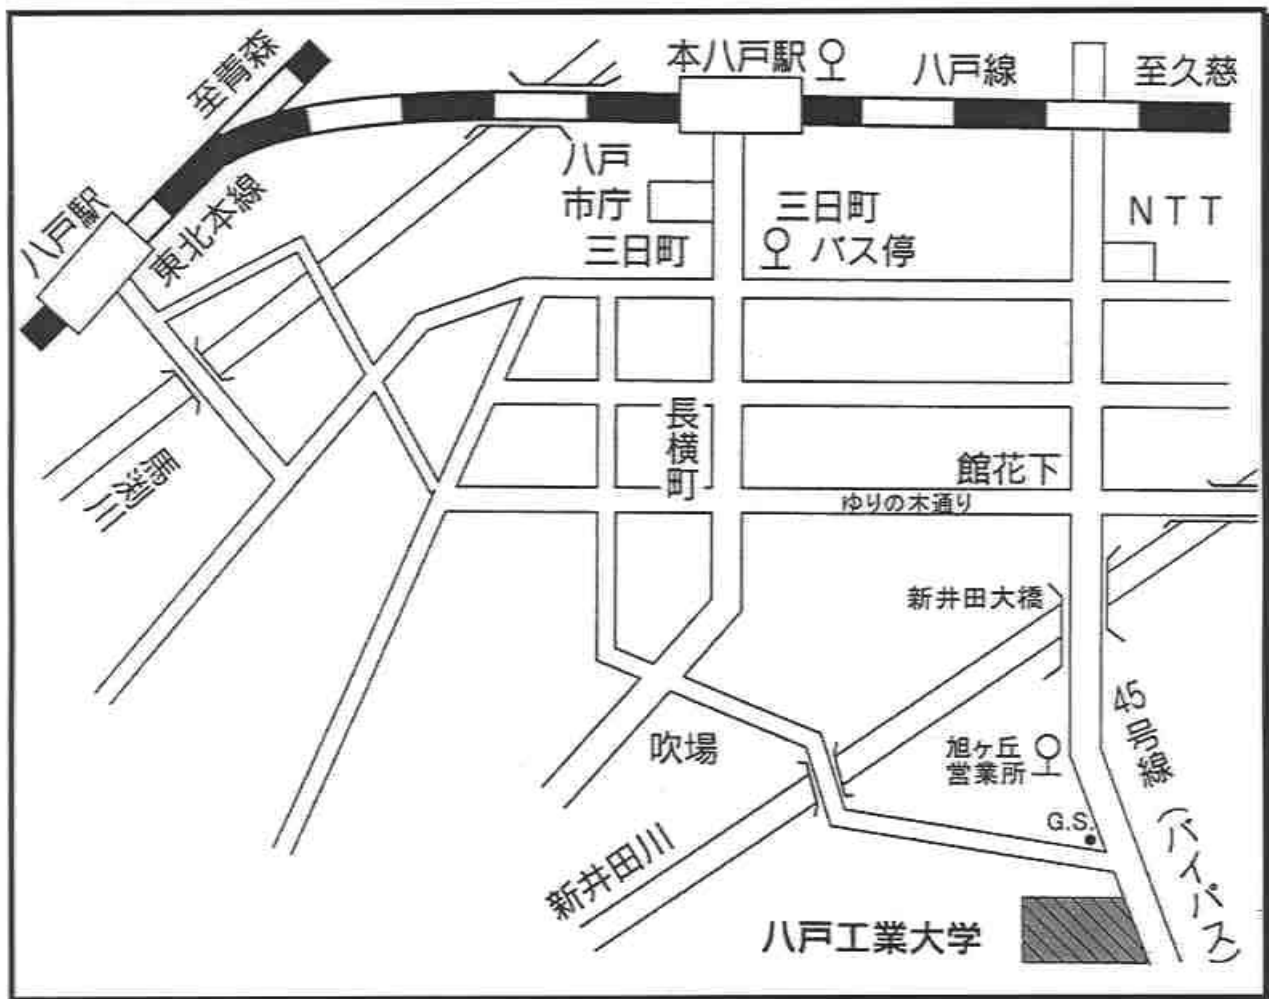 至青森
本八戸駅
八戸線
至久慈
八戸駅
東北本線
八戸
市庁
三日町
三日町
バス停
NTT
馬渕川
長横町
館花下
ゆりの木通り
新井田大橋
45号線(バイパス)
吹場
旭ヶ丘
営業所
G.S.
新井田川
八戸工業大学